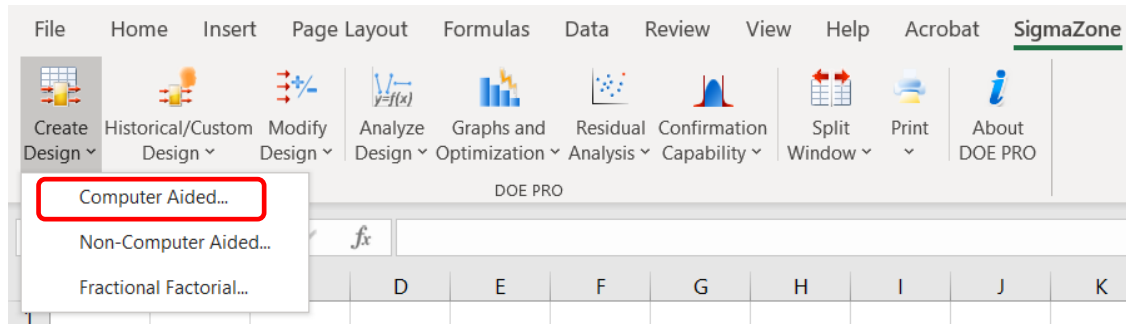 File Home Insert Page Layout Formulas Data Review View Help Acrobat SigmaZone
y=f(x)
Create Historical/Custom Modify Analyze Graphs and Residual Confirmation Split Print About
Design Design Design Design Optimization Analysis Capability Window DOE PRO
DOE PRO
Computer Aided...
Non-Computer Aided...
fx
Fractional Factorial...
D E F G H I J K
1